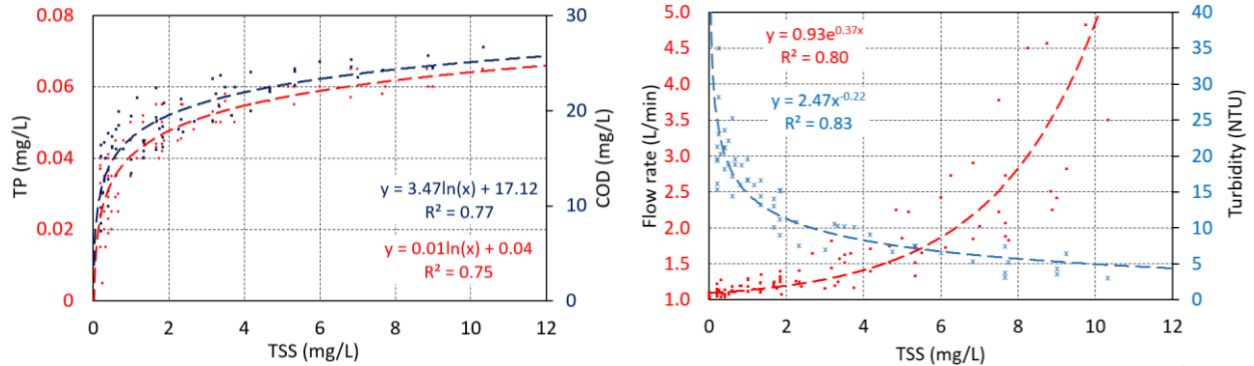 TP (mg/L)
0.08
0.06
0.04
0.02
0
30
20
10
0
COD (mg/L)
y = 3.47ln(x) + 17.12
R² = 0.77
y = 0.01ln(x) + 0.04
R² = 0.75
0 2 4 6 8 10 12
TSS (mg/L)
Flow rate (L/min)
5.0
4.5
4.0
3.5
3.0
2.5
2.0
1.5
1.0
40
35
30
25
20
15
10
5
0
Turbidity (NTU)
y = 0.93e^0.37x
R² = 0.80
y = 2.47x^-0.22
R² = 0.83
0 2 4 6 8 10 12
TSS (mg/L)